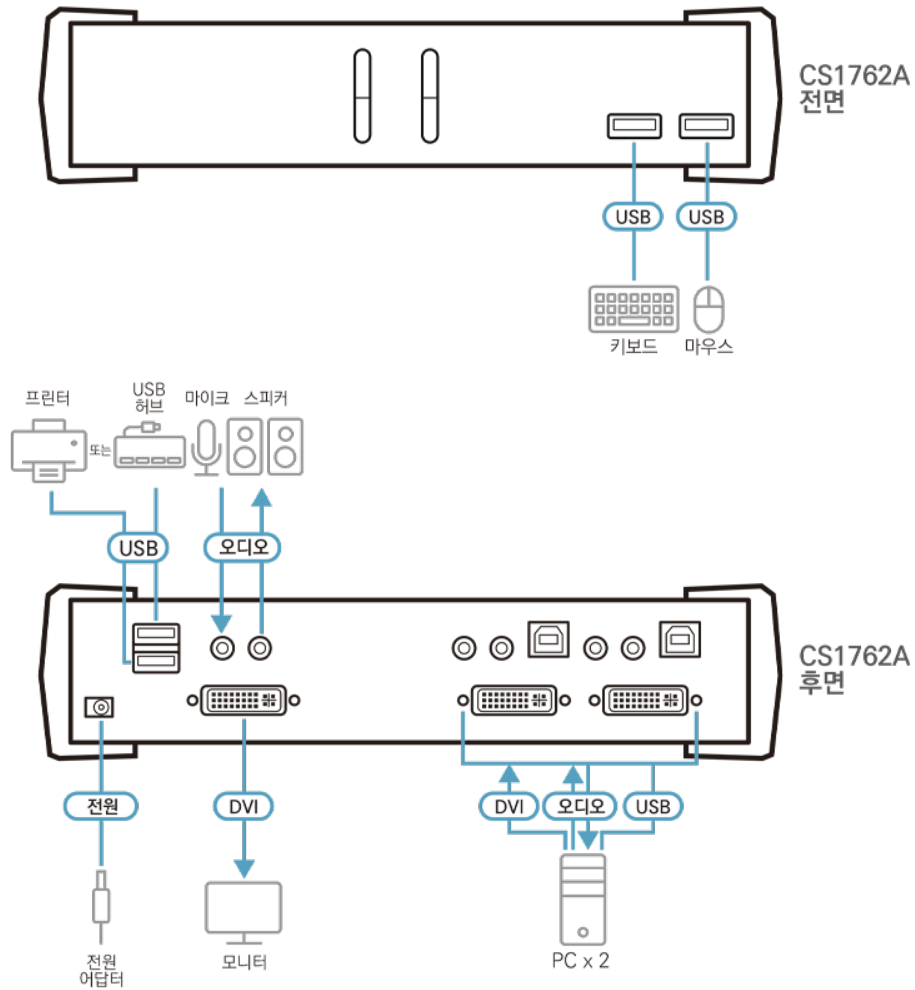 CS1762A
전면
USB
USB
키보드
마우스
프린터
USB
허브
마이크
스피커
또는
USB
오디오
CS1762A
후면
전원
DVI
DVI
오디오
USB
전원
어답터
모니터
PC x 2